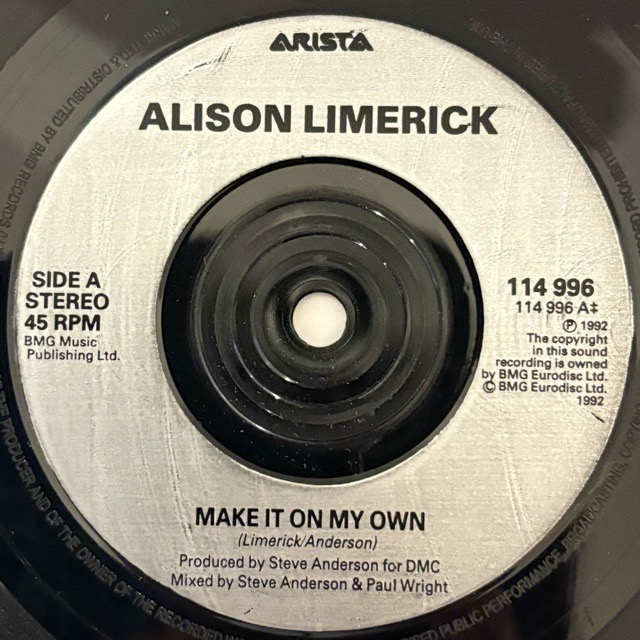 ARISTA
ALISON LIMERICK
SIDE A
STEREO
45 RPM
BMG Music
Publishing Ltd.
114 996
114 996 A‡
Ⓟ 1992
The copyright
in this sound
recording is owned
by BMG Eurodisc Ltd.
© BMG Eurodisc Ltd.
1992
MAKE IT ON MY OWN
(Limerick/Anderson)
Produced by Steve Anderson for DMC
Mixed by Steve Anderson & Paul Wright
& DISTRIBUTED BY BMG RECORDS
THE PRODUCER AND OF THE OWNER OF THE RECORDED
PUBLIC PERFORMANCE, BROADCASTING,